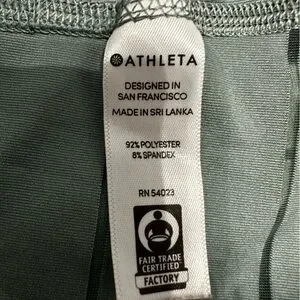 ATHLETA
DESIGNED IN
SAN FRANCISCO
MADE IN SRI LANKA
92% POLYESTER
8% SPANDEX
RN 54023
FAIR TRADE
CERTIFIED
FACTORY